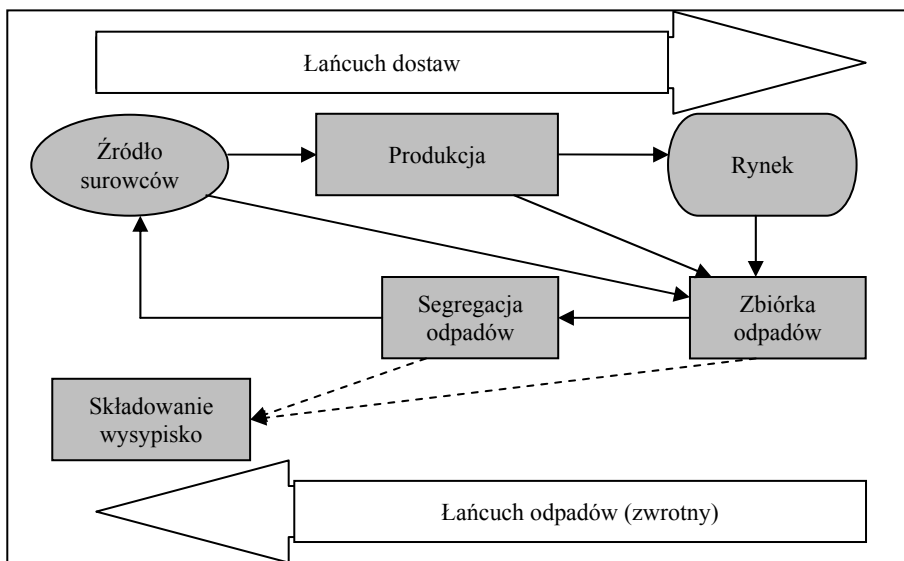 Łańcuch dostaw
Źródło
surowców
Produkcja
Rynek
Segregacja
odpadów
Zbiórka
odpadów
Składowanie
wysypisko
Łańcuch odpadów (zwrotny)